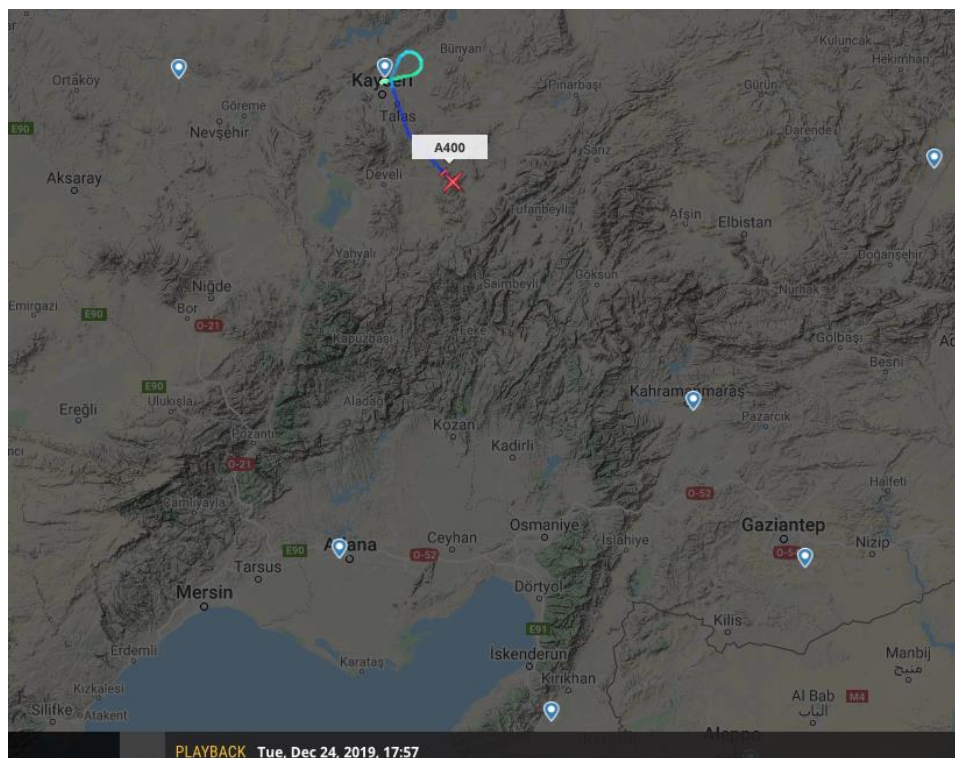 Kuluncak
Bünyan
Hekimhan
Ortaköy
Kayseri
Pınarbaşı
Gürün
Göreme
Talas
E90
Nevşehir
Darende
A400
Sarız
Aksaray
Develi
Tufanbeyli
Afşin
Elbistan
Yahyalı
Doğanşehir
Göksun
Niğde
Saimbeyli
Nurhak
Emirgazi
E90
Bor
O-21
Kapuzbaşı
Feke
Gölbaşı
Besni
E90
Kahramanmaraş
Ereğli
Ulukışla
Aladağ
Pazarcık
Kozan
Pozantı
Kadirli
O-21
Halfeti
O-52
Çamlıyayla
Osmaniye
Gaziantep
Adana
Ceyhan
E90
O-52
İslahiye
O-54
Nizip
Tarsus
Dörtyol
Mersin
Kilis
E91
Erdemli
İskenderun
Manbij
منبج
Karataş
Kırıkhan
Kızkalesi
Al Bab
M4
الباب
Silifke
Atakent
Aleppo
PLAYBACK Tue, Dec 24, 2019, 17:57